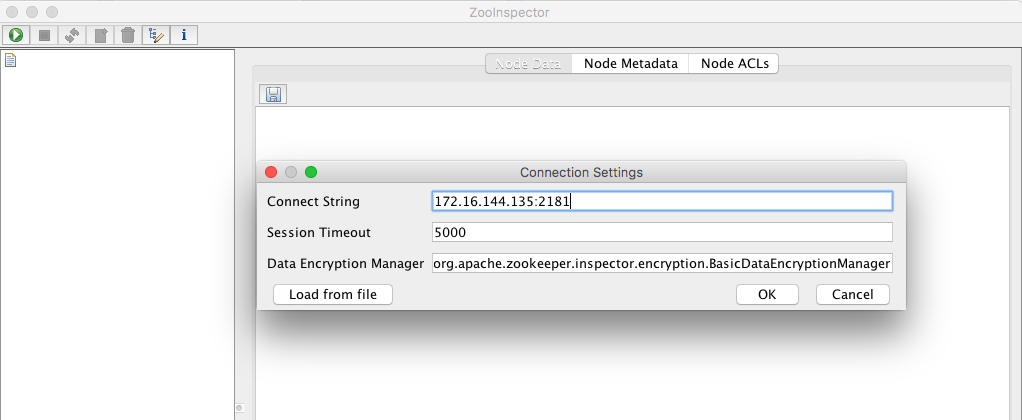 ZooInspector
Node Data Node Metadata Node ACLs
Connection Settings
Connect String 172.16.144.135:2181
Session Timeout 5000
Data Encryption Manager org.apache.zookeeper.inspector.encryption.BasicDataEncryptionManager
Load from file OK Cancel